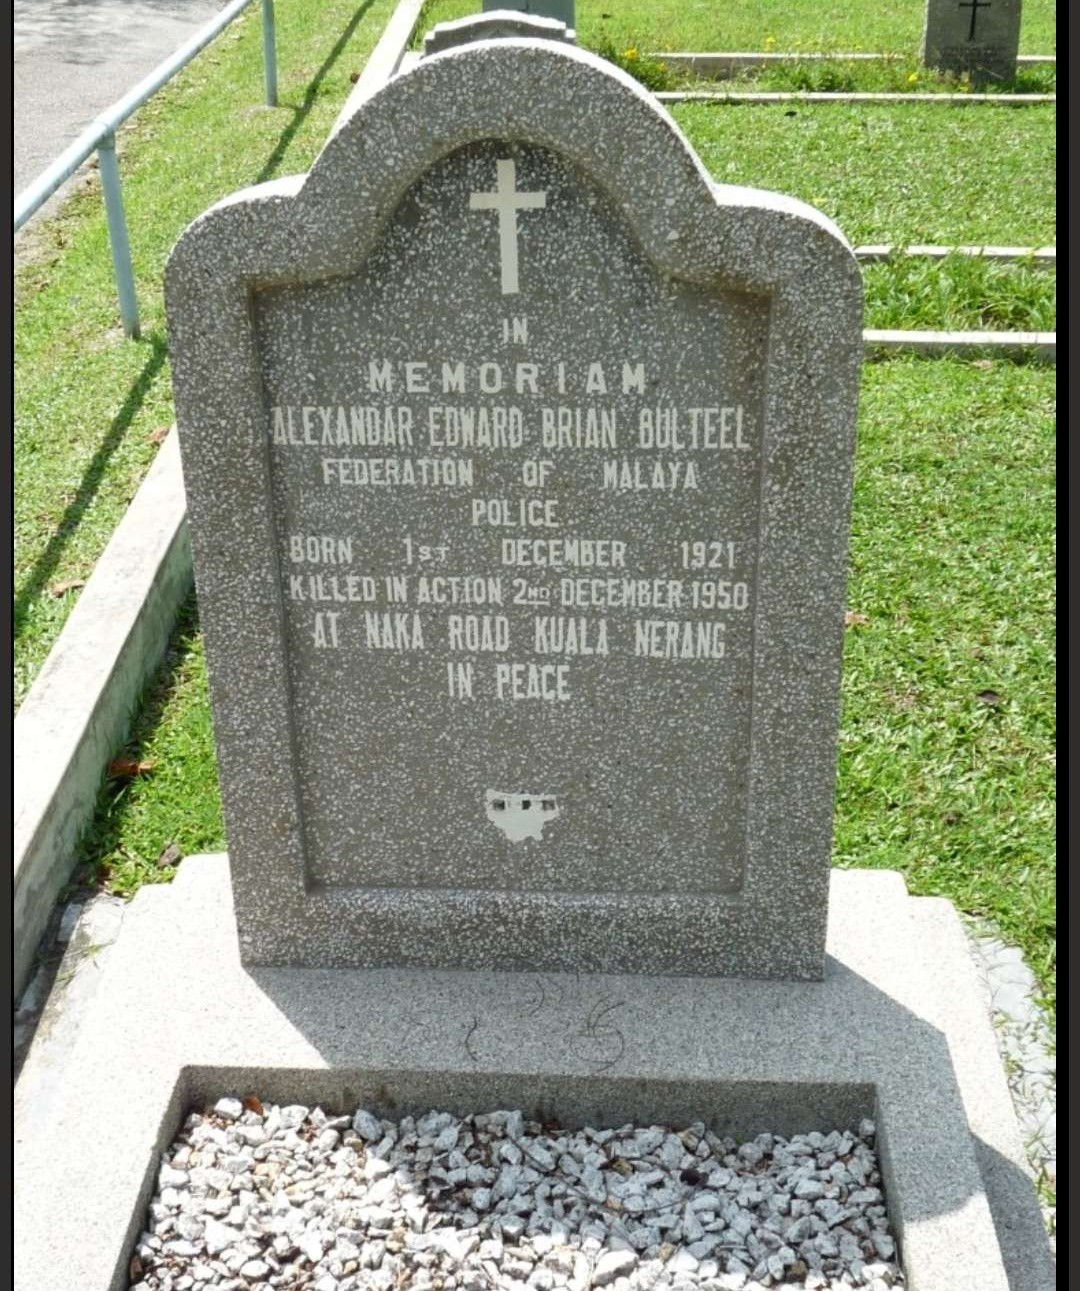 IN
MEMORIAM
ALEXANDAR EDWARD BRIAN BULTEEL
FEDERATION OF MALAYA
POLICE
BORN 1ST DECEMBER 1921
KILLED IN ACTION 2ND DECEMBER 1950
AT NAKA ROAD KUALA NERANG
IN PEACE